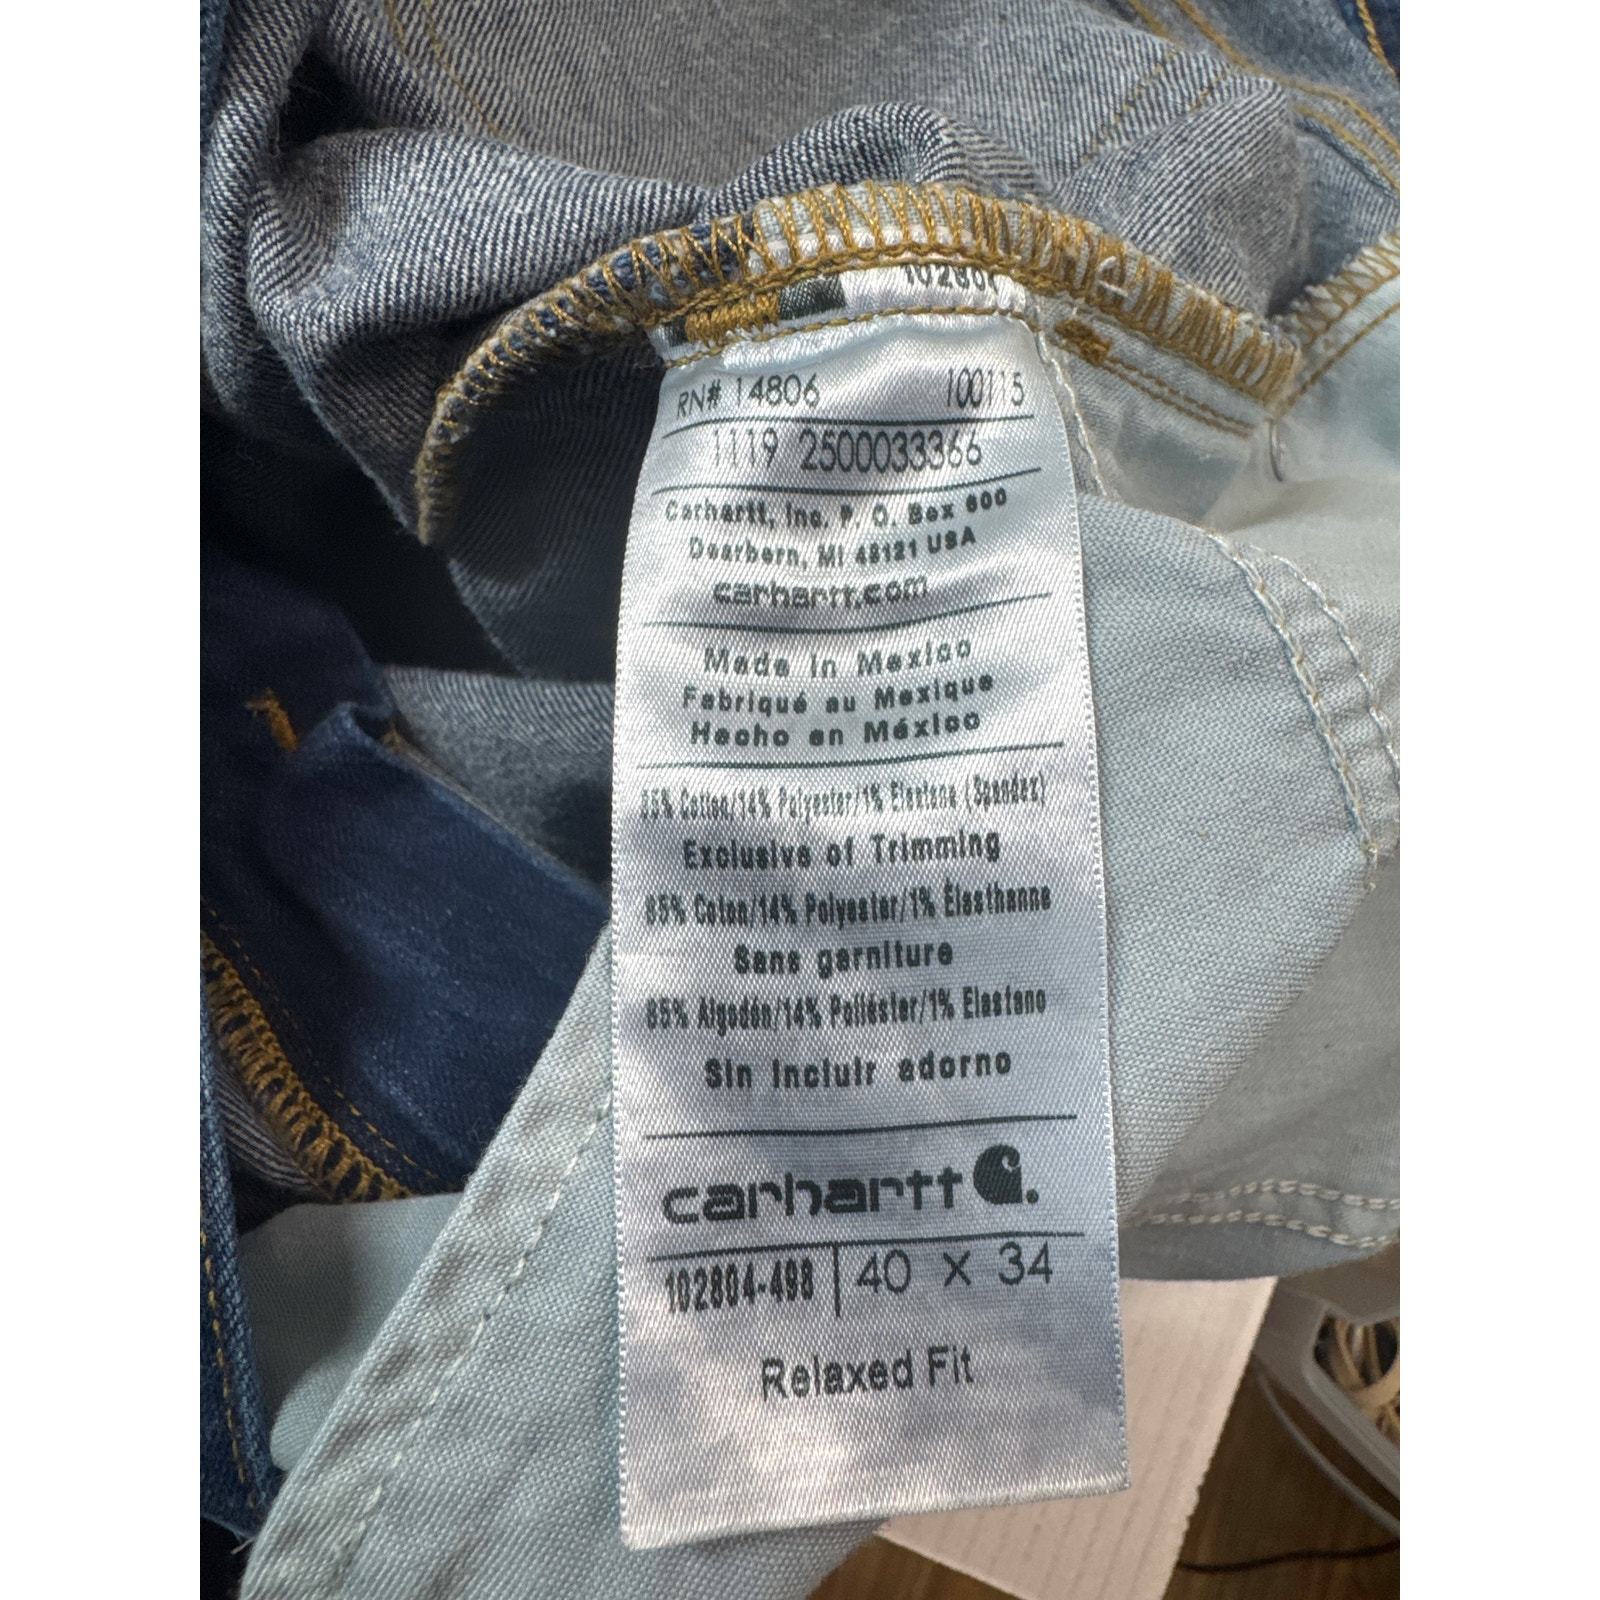 RN# 14806 100115
1119 2500033366
Carhartt, Inc. P. O. Box 600
Dearborn, MI 48121 USA
carhartt.com
Made in Mexico
Fabriqué au Mexique
Hecho en México
85% Cotton/14% Polyester/1% Elastane (Spandex)
Exclusive of Trimming
85% Coton/14% Polyester/1% Élasthanne
Sans garniture
85% Algodón/14% Poliéster/1% Elastano
Sin incluir adorno
carhartt
102804-498 40 X 34
Relaxed Fit